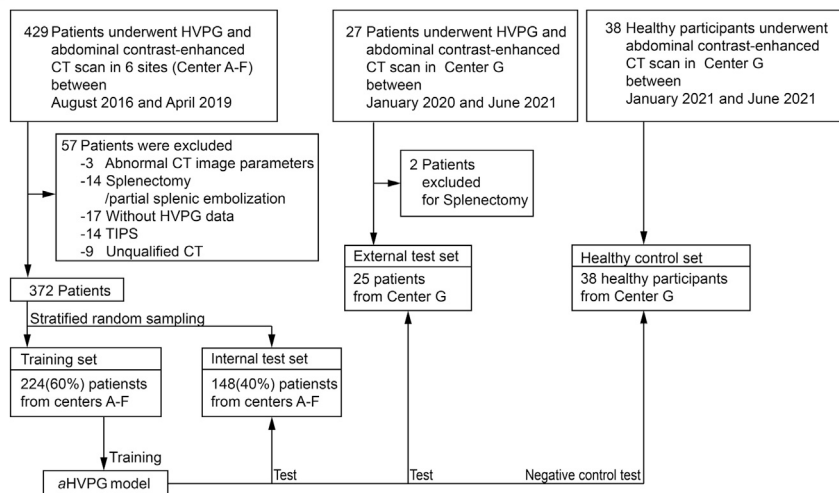 429 Patients underwent HVPG and
abdominal contrast-enhanced
CT scan in 6 sites (Center A-F)
between
August 2016 and April 2019
27 Patients underwent HVPG and
abdominal contrast-enhanced
CT scan in Center G
between
January 2020 and June 2021
38 Healthy participants underwent
abdominal contrast-enhanced
CT scan in Center G
between
January 2021 and June 2021
57 Patients were excluded
-3 Abnormal CT image parameters
-14 Splenectomy
/partial splenic embolization
-17 Without HVPG data
-14 TIPS
-9 Unqualified CT
2 Patients
excluded
for Splenectomy
372 Patients
External test set
25 patients
from Center G
Healthy control set
38 healthy participants
from Center G
Stratified random sampling
Training set
224(60%) patiensts
from centers A-F
Internal test set
148(40%) patiensts
from centers A-F
Training
aHVPG model
Test
Test
Negative control test